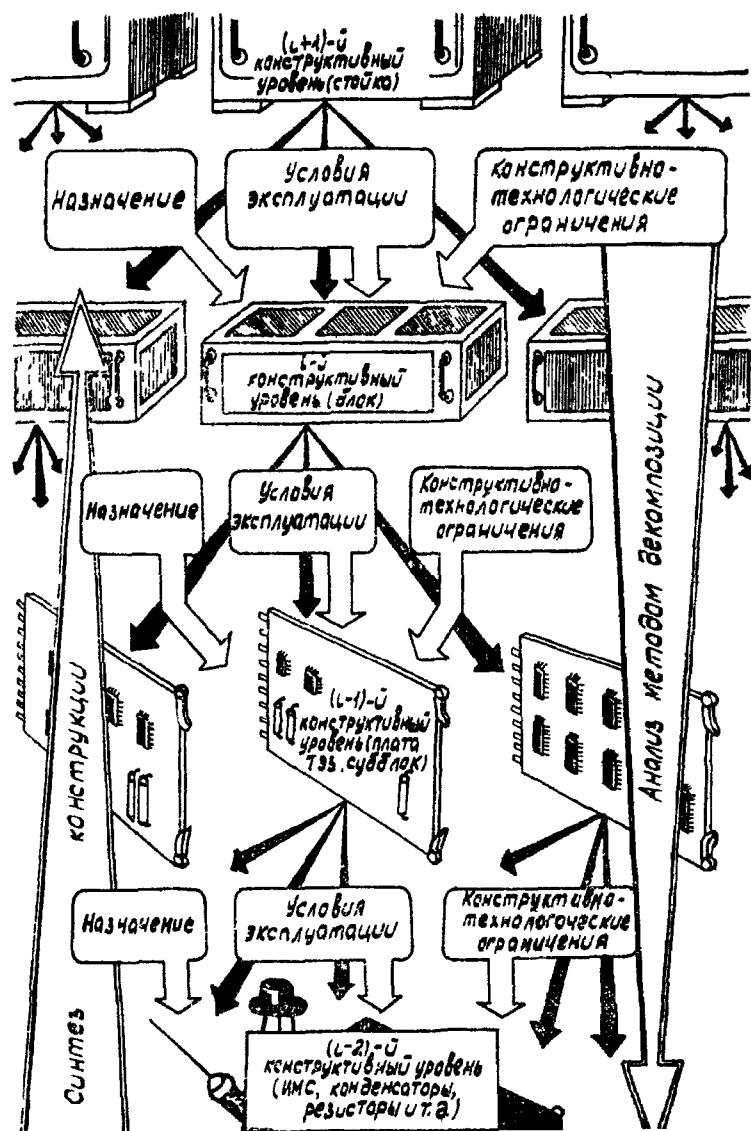 (i+1)-й
конструктивный
уровень (стойка)
Назначение
Условия
эксплуатации
Конструктивно-
технологические
ограничения
i-й
конструктивный
уровень (блок)
Назначение
Условия
эксплуатации
Конструктивно-
технологические
ограничения
(i-1)-й
конструктивный
уровень (плата
ТЭЗ, субблок)
Назначение
Условия
эксплуатации
Конструктивно-
технологоческие
ограничения
(i-2)-й
конструктивный уровень
(ИМС, конденсаторы,
резисторы и т. д.)
Синтез конструкции
Анализ методом декомпозиции